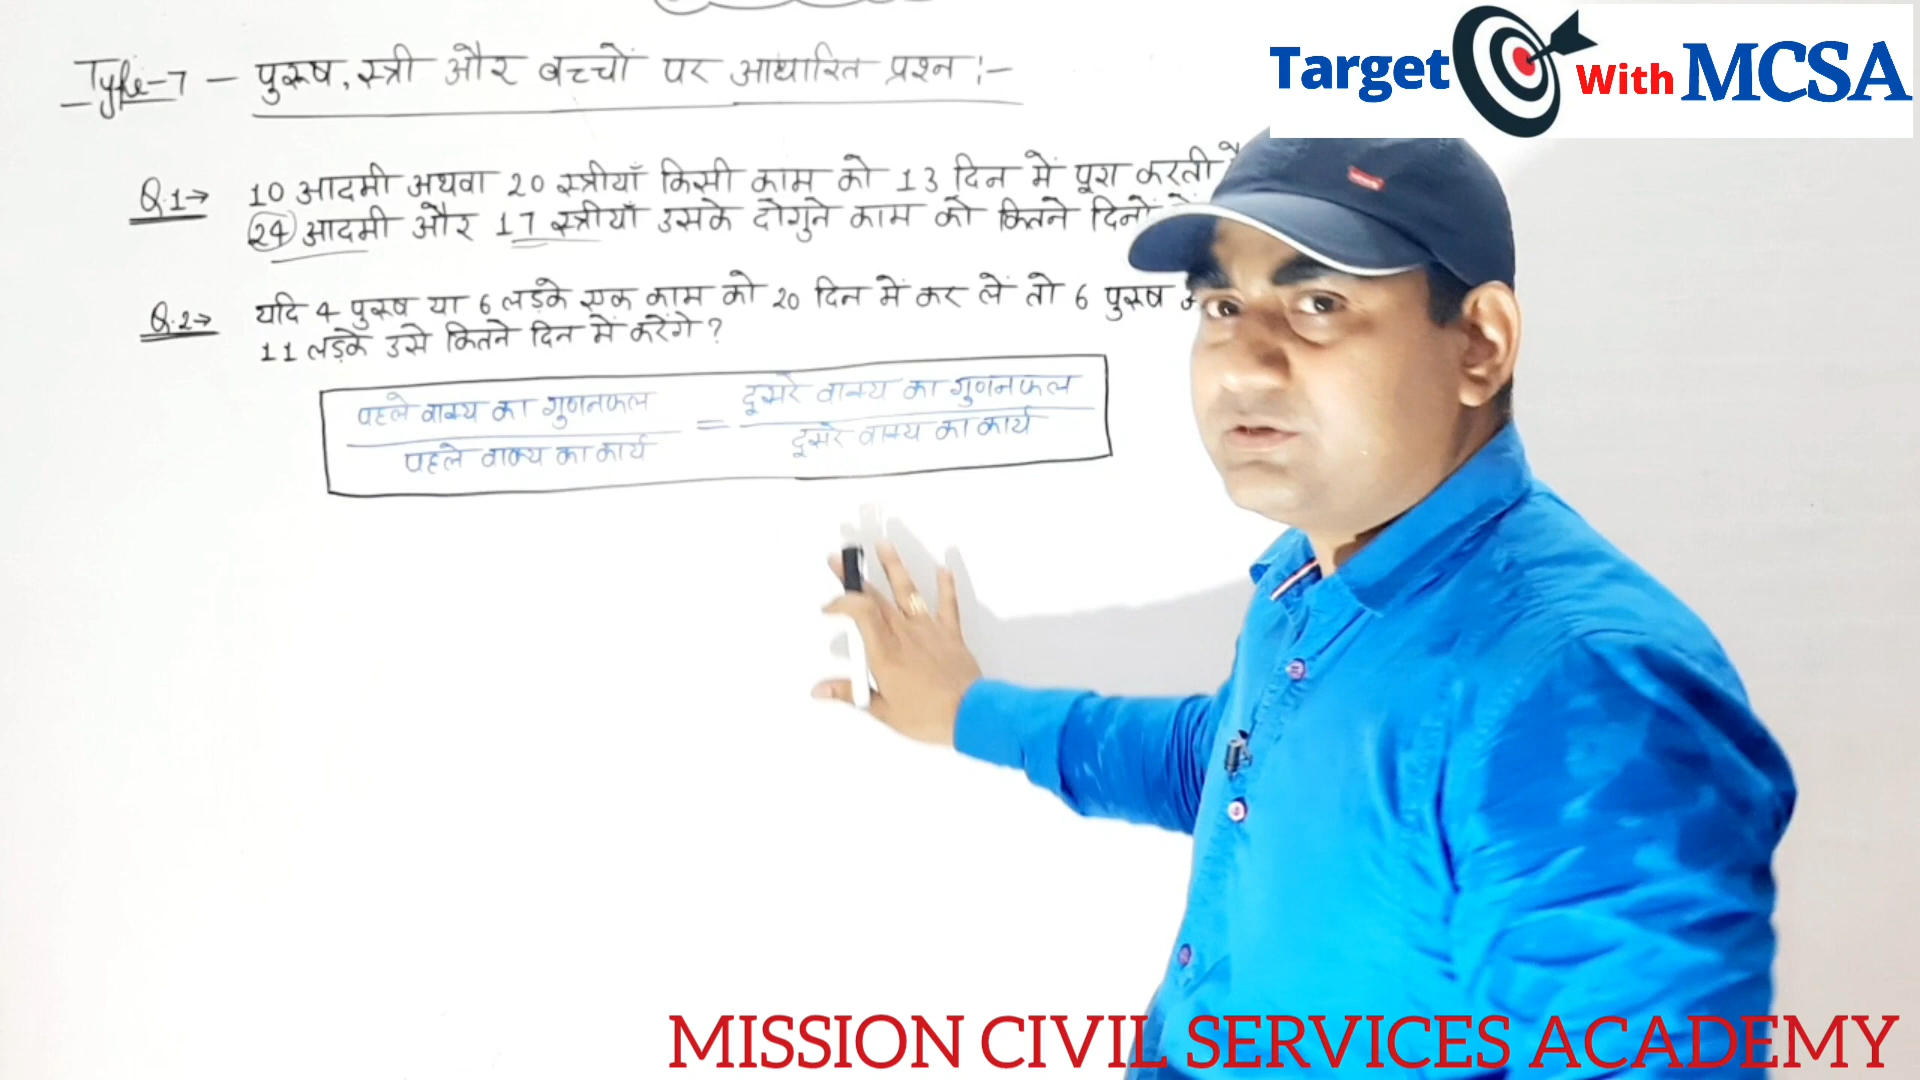 Type-7 – पुरूष, स्त्री और बच्चों पर आधारित प्रश्न :-
Target With MCSA
Q.1→ 10 आदमी अथवा 20 स्त्रीयाँ किसी काम को 13 दिन में पूरा करती
24 आदमी और 17 स्त्रीयाँ उसके दोगुने काम को कितने दिनों
Q.2→ यदि 4 पुरूष या 6 लड़के एक काम को 20 दिन में कर लें तो 6 पुरूष
11 लड़के उसे कितने दिन में करेंगे ?
पहले वाक्य का गुणनफल = दूसरे वाक्य का गुणनफल
पहले वाक्य का कार्य दूसरे वाक्य का कार्य
MISSION CIVIL SERVICES ACADEMY